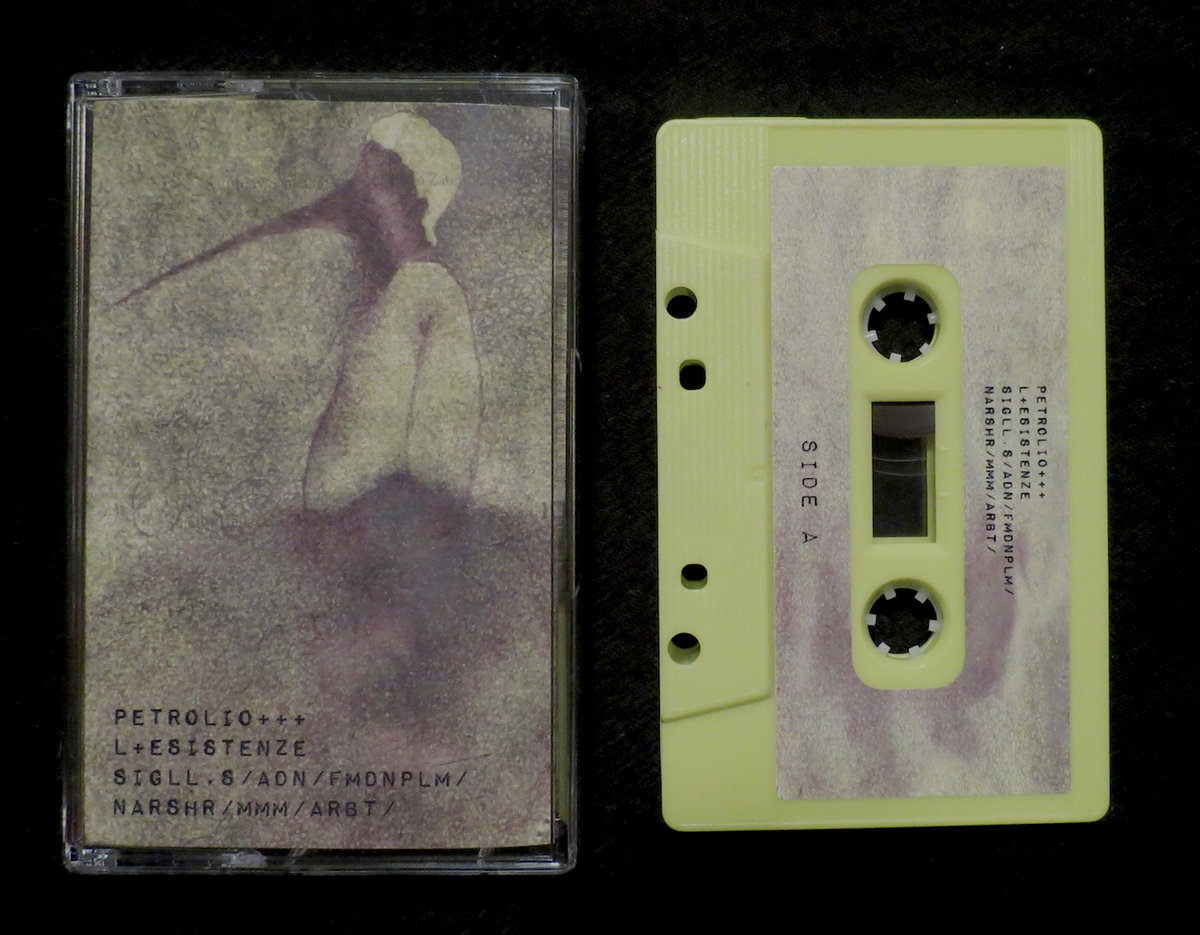 PETROLIO+++
L+ESISTENZE
SIGLL.S/ADN/FMDNPLM/
NARSHR/MMM/ARBT/
PETROLIO+++
L+ESISTENZE
SIGLL.S/ADN/FMDNPLM/
NARSHR/MMM/ARBT/
SIDE A